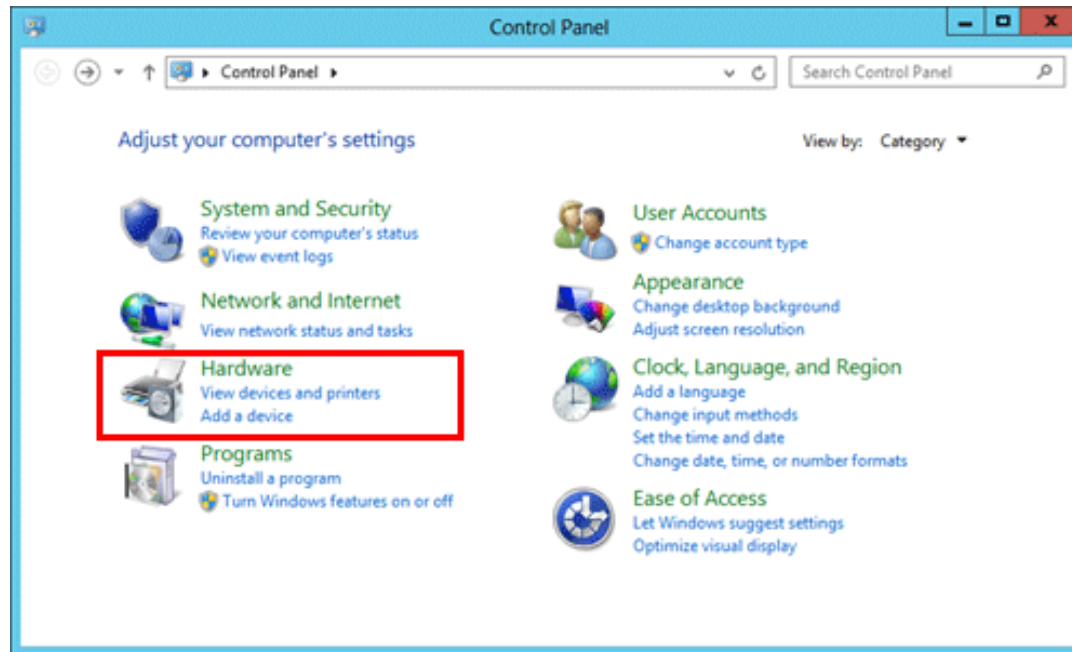 Control Panel
Control Panel
Search Control Panel
Adjust your computer's settings
View by: Category
System and Security
Review your computer's status
View event logs
Network and Internet
View network status and tasks
Hardware
View devices and printers
Add a device
Programs
Uninstall a program
Turn Windows features on or off
User Accounts
Change account type
Appearance
Change desktop background
Adjust screen resolution
Clock, Language, and Region
Add a language
Change input methods
Set the time and date
Change date, time, or number formats
Ease of Access
Let Windows suggest settings
Optimize visual display